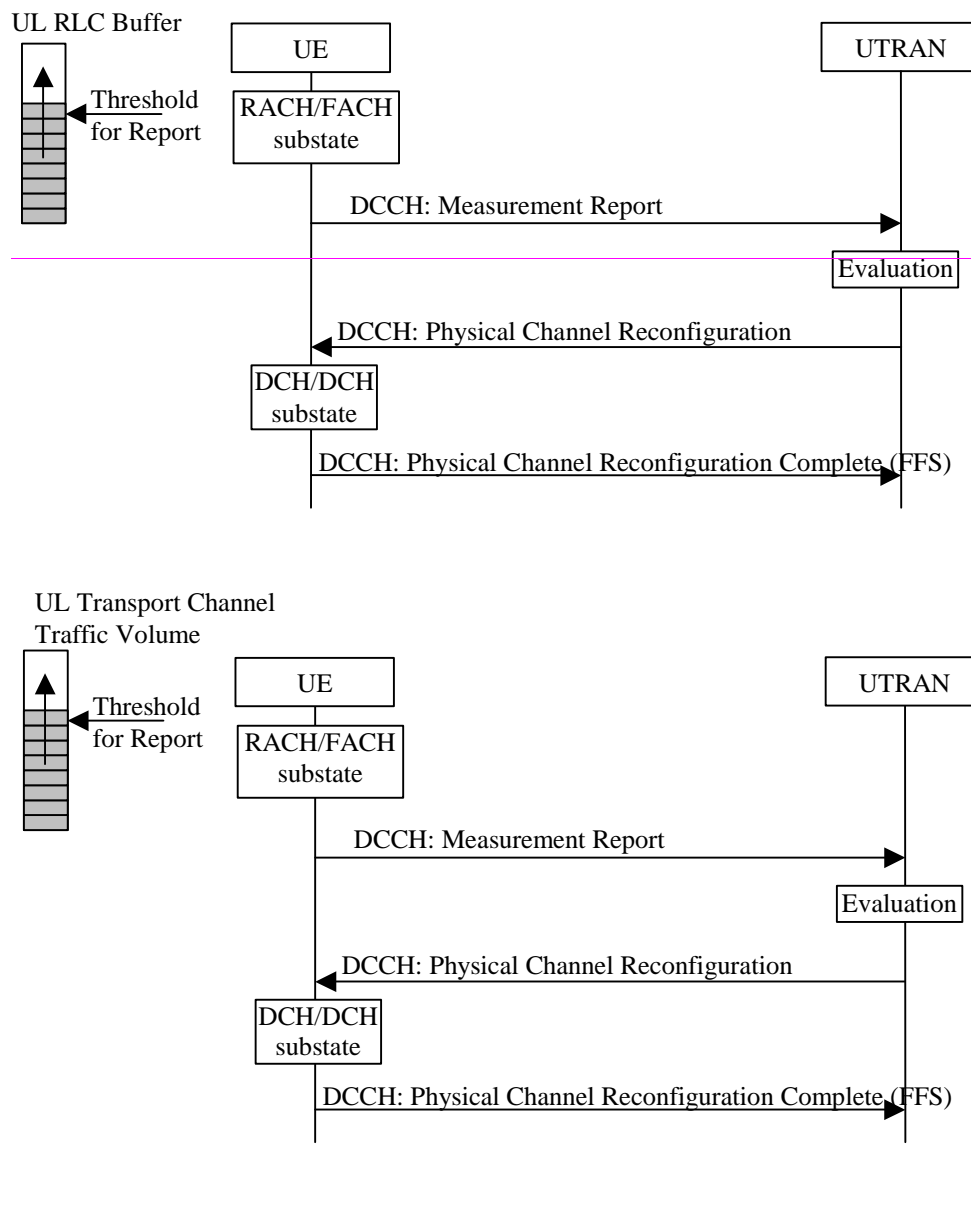 UL RLC Buffer
UE
UTRAN
Threshold
for Report
RACH/FACH
substate
DCCH: Measurement Report
Evaluation
DCCH: Physical Channel Reconfiguration
DCH/DCH
substate
DCCH: Physical Channel Reconfiguration Complete (FFS)
UL Transport Channel
Traffic Volume
UE
UTRAN
Threshold
for Report
RACH/FACH
substate
DCCH: Measurement Report
Evaluation
DCCH: Physical Channel Reconfiguration
DCH/DCH
substate
DCCH: Physical Channel Reconfiguration Complete (FFS)